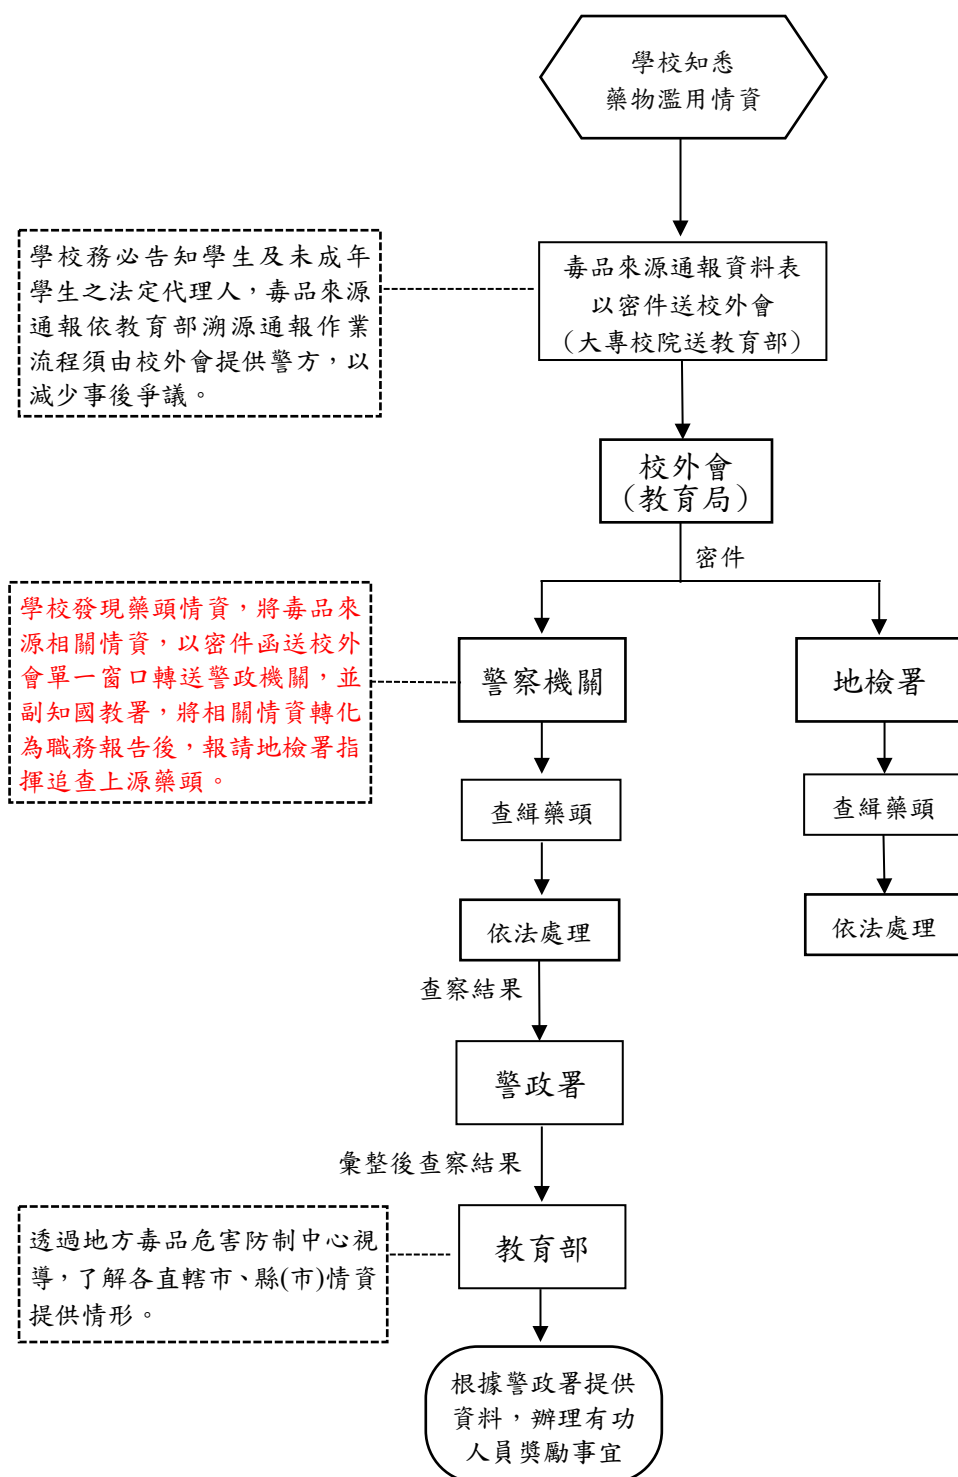 學校知悉
藥物濫用情資
學校務必告知學生及未成年
學生之法定代理人，毒品來源
通報依教育部溯源通報作業
流程須由校外會提供警方，以
減少事後爭議。
毒品來源通報資料表
以密件送校外會
（大專校院送教育部）
校外會
（教育局）
密件
學校發現藥頭情資，將毒品來
源相關情資，以密件函送校外
會單一窗口轉送警政機關，並
副知國教署，將相關情資轉化
為職務報告後，報請地檢署指
揮追查上源藥頭。
警察機關
地檢署
查緝藥頭
查緝藥頭
依法處理
依法處理
查察結果
警政署
彙整後查察結果
透過地方毒品危害防制中心視
導，了解各直轄市、縣(市)情資
提供情形。
教育部
根據警政署提供
資料，辦理有功
人員獎勵事宜